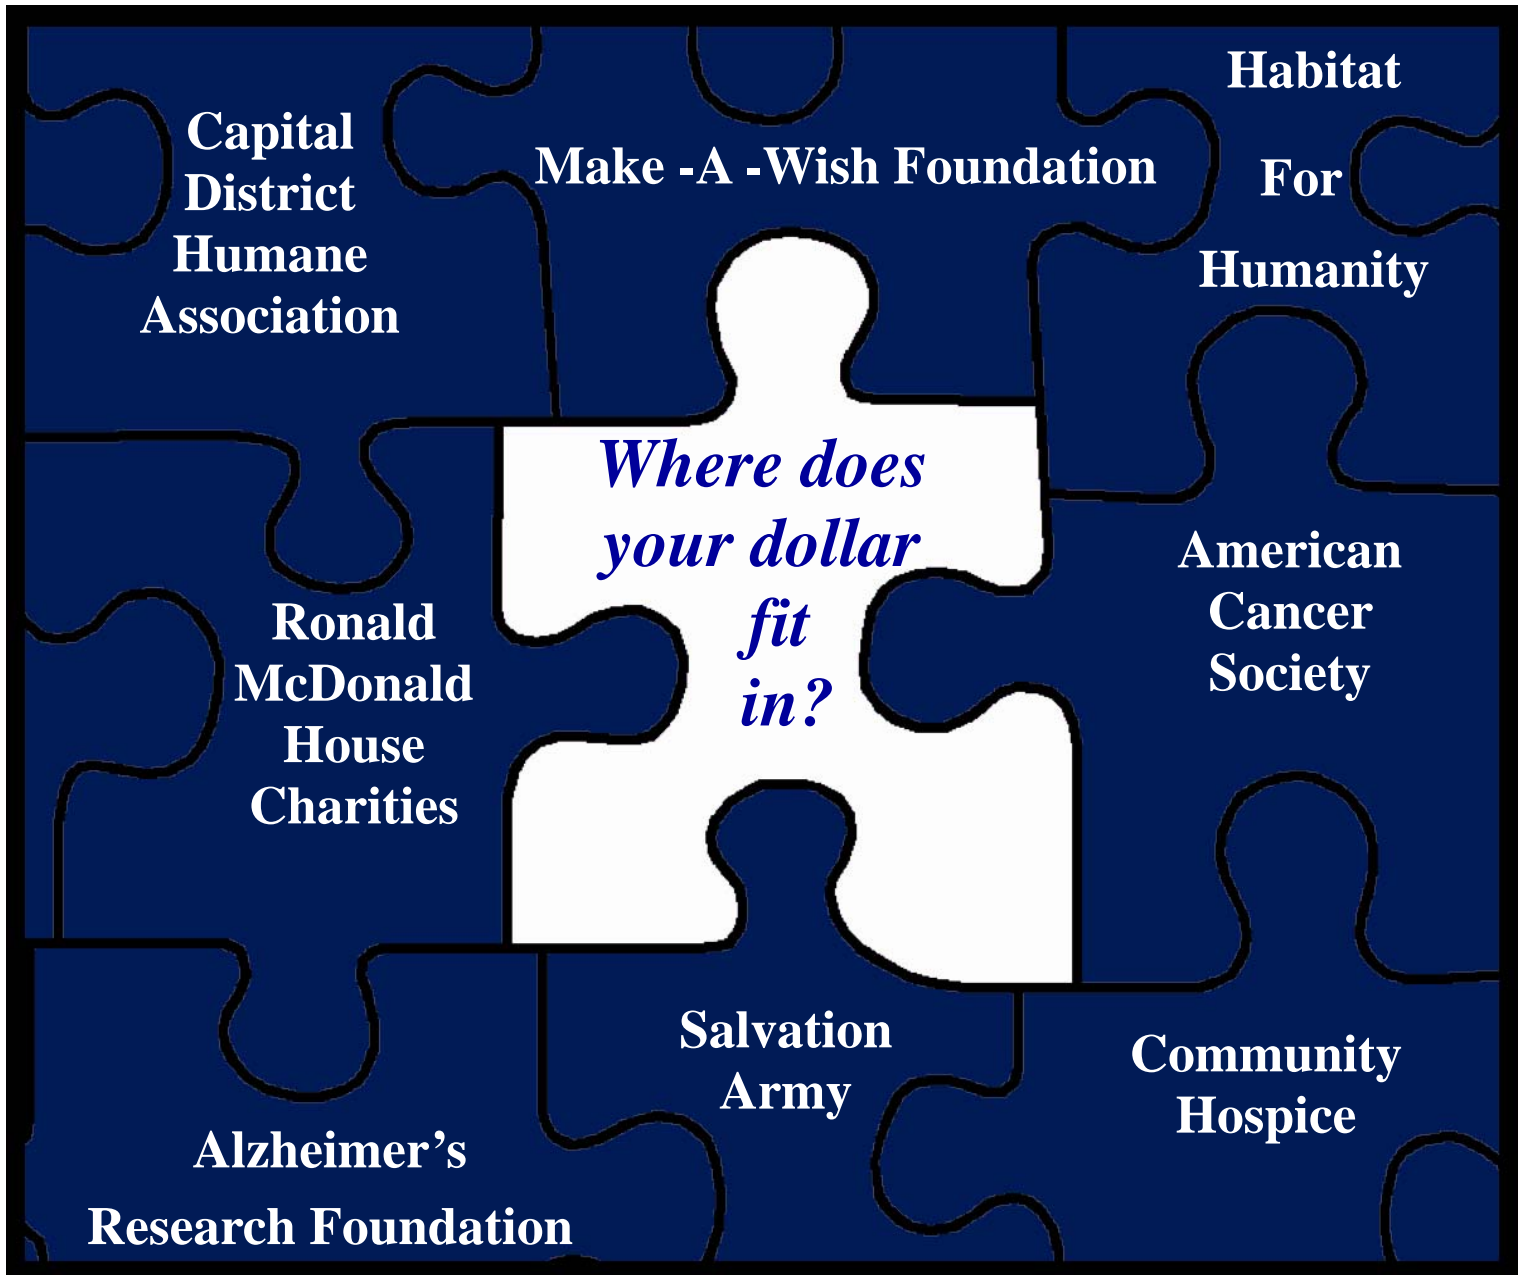 Capital
District
Humane
Association
Make -A -Wish Foundation
Habitat
For
Humanity
Where does
your dollar
fit
in?
Ronald
McDonald
House
Charities
American
Cancer
Society
Alzheimer’s
Research Foundation
Salvation
Army
Community
Hospice